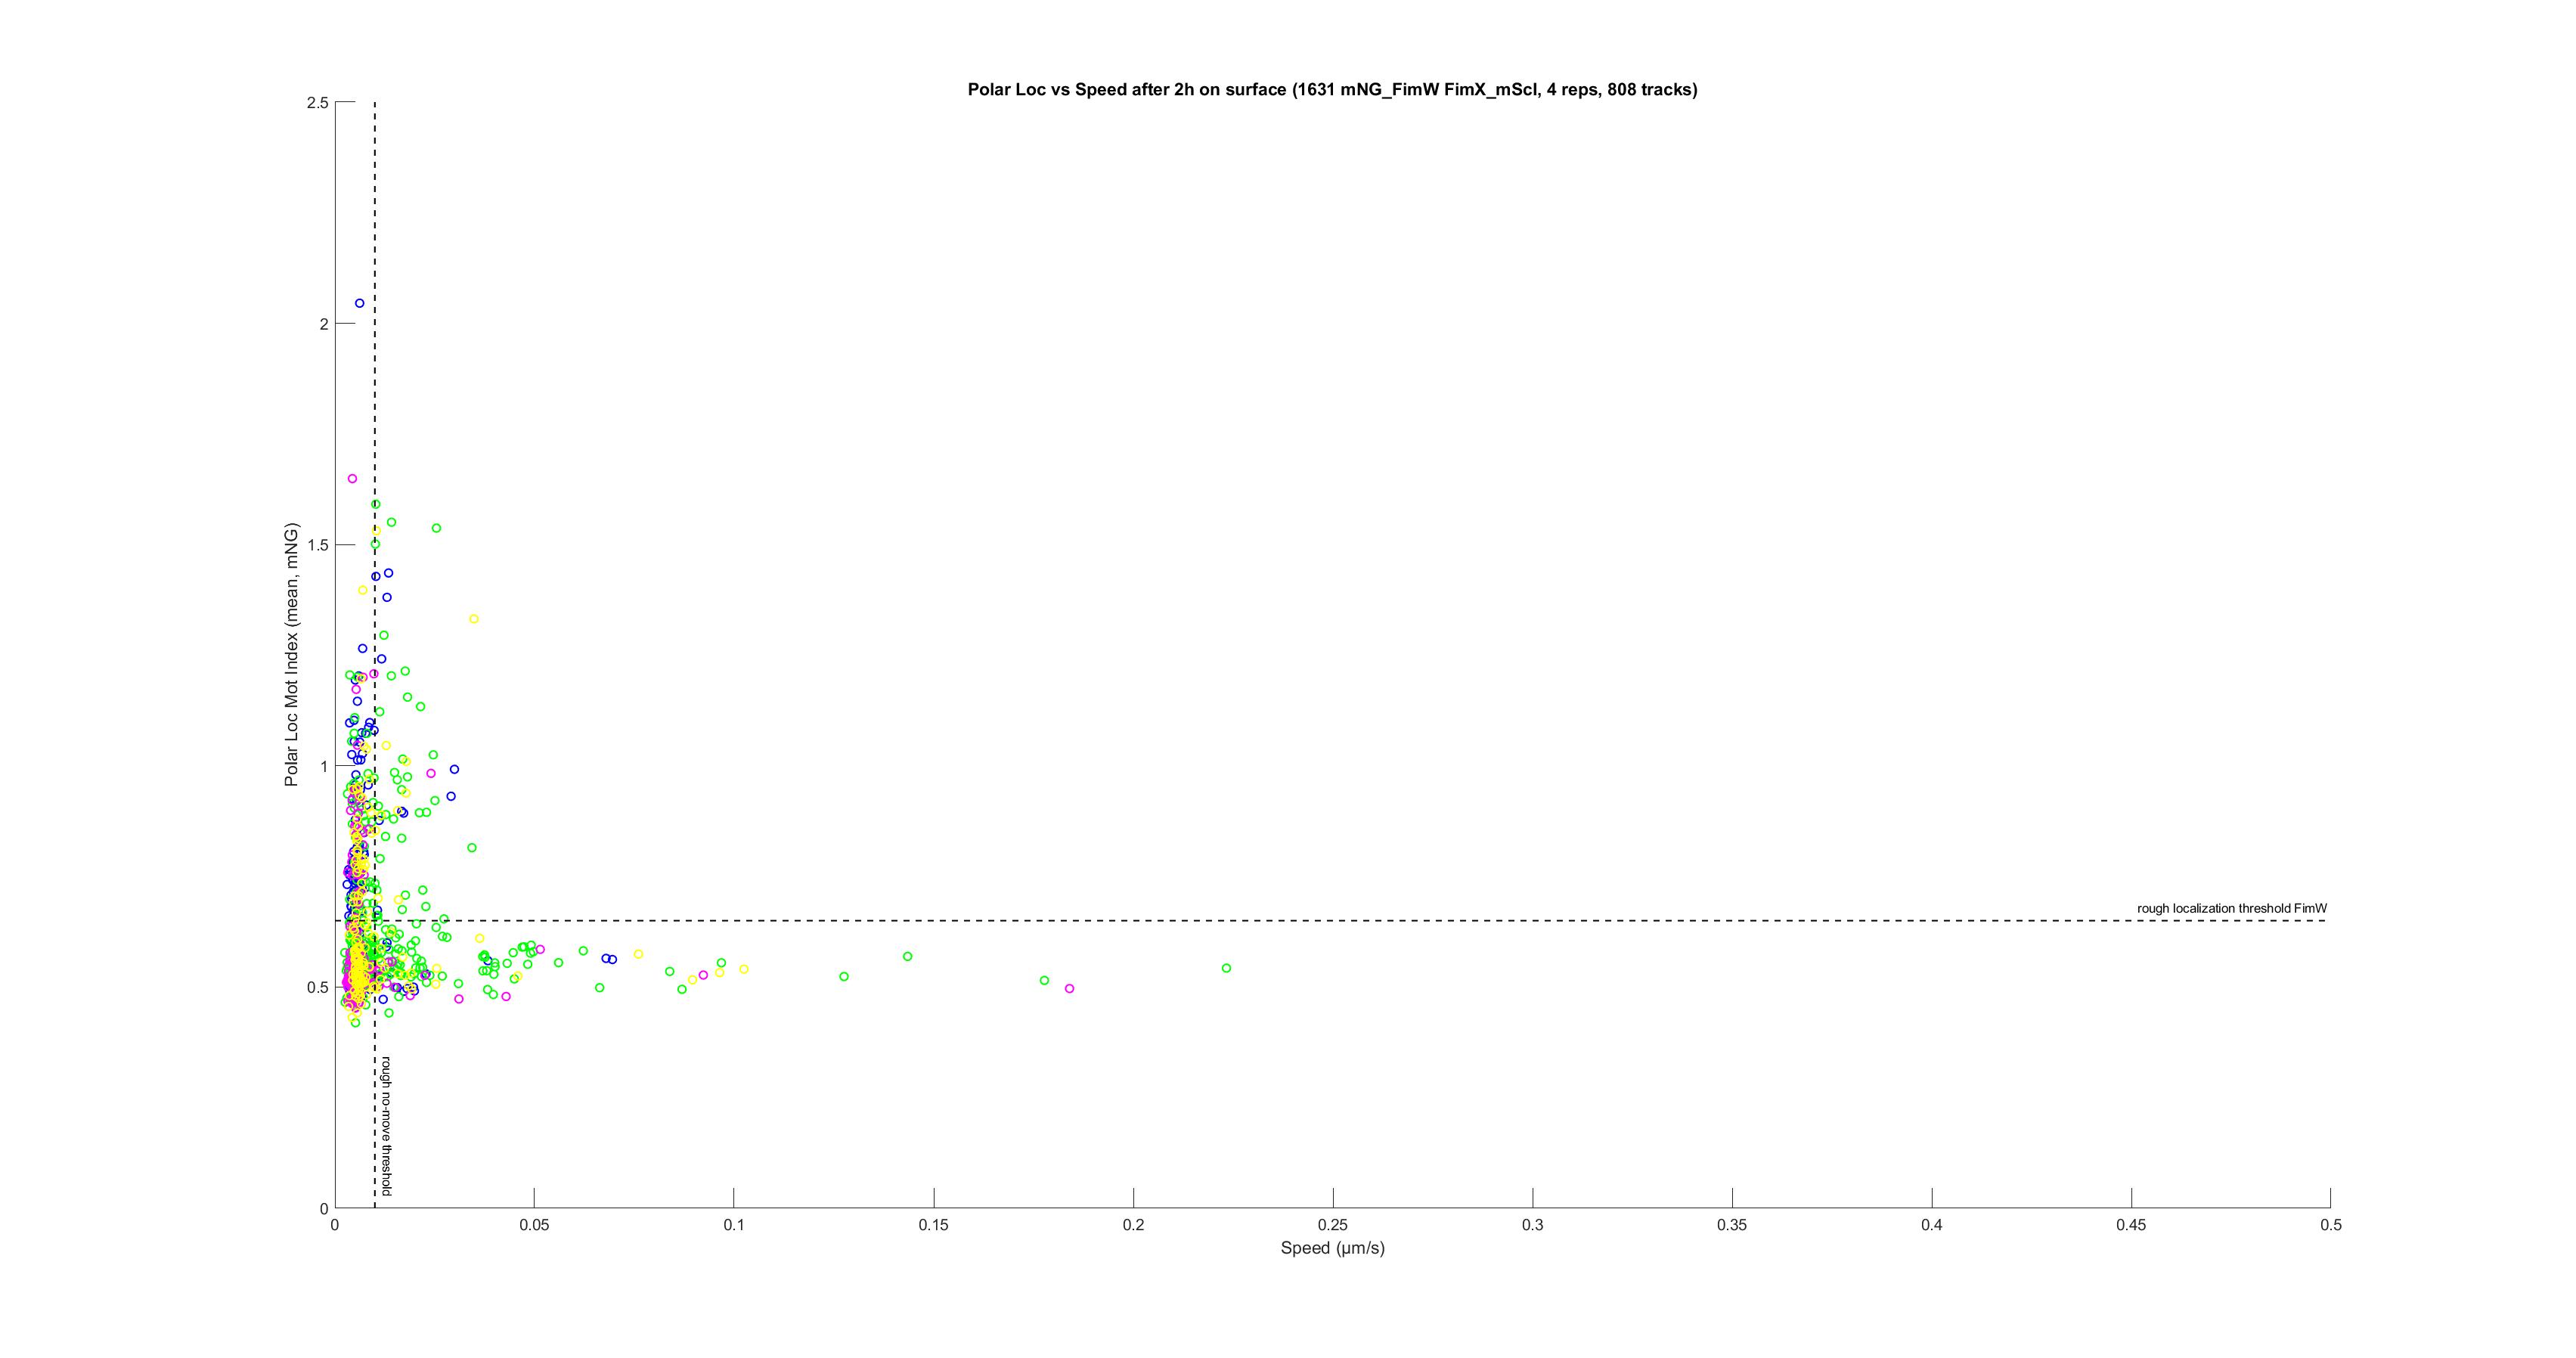 Polar Loc vs Speed after 2h on surface (1631 mNG_FimW FimX_mScI, 4 reps, 808 tracks)
2.5
2
1.5
1
0.5
0
Polar Loc Mot Index (mean, mNG)
rough localization threshold FimW
rough no-move threshold
0 0.05 0.1 0.15 0.2 0.25 0.3 0.35 0.4 0.45 0.5
Speed (µm/s)